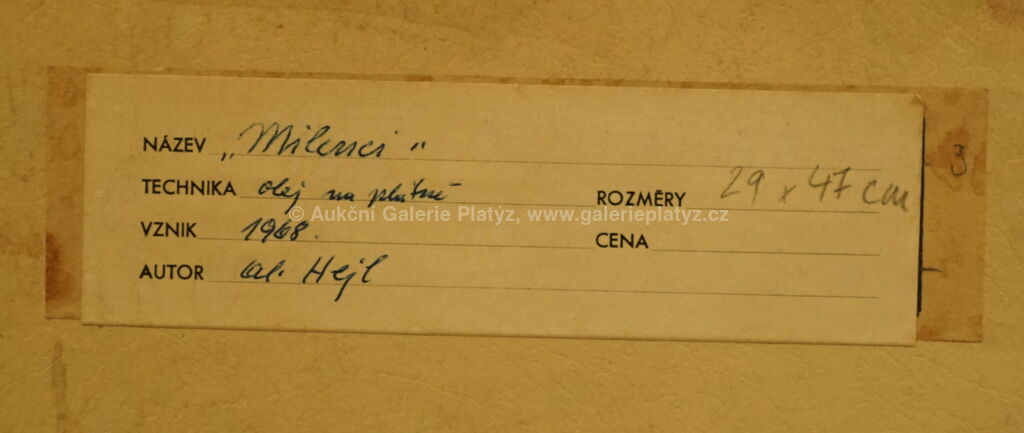 NÁZEV „Milenci“
TECHNIKA olej na plátně ROZMĚRY 29 x 47 cm
© Aukční Galerie Platýz, www.galerieplatyz.cz
VZNIK 1968. CENA
AUTOR Al. Hejl
3